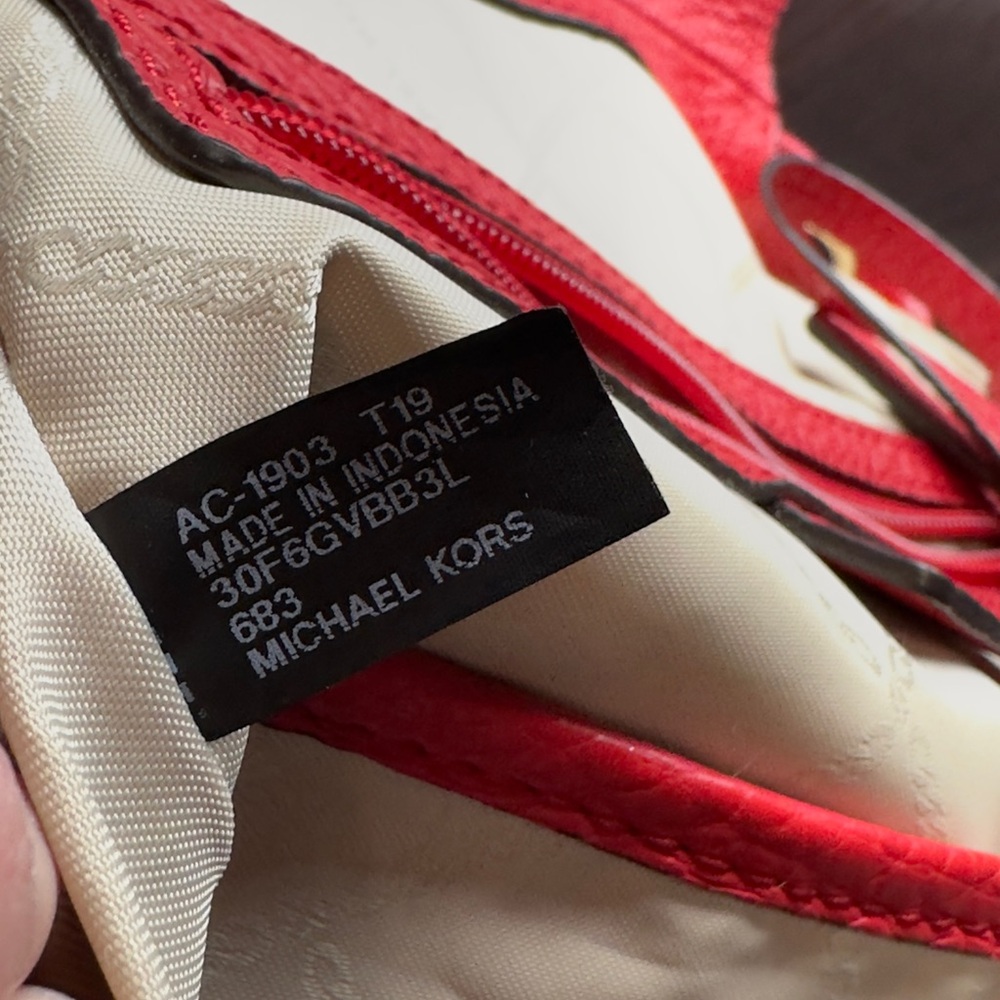 AC-1903 T19
MADE IN INDONESIA
30F6GVBB3L
683
MICHAEL KORS